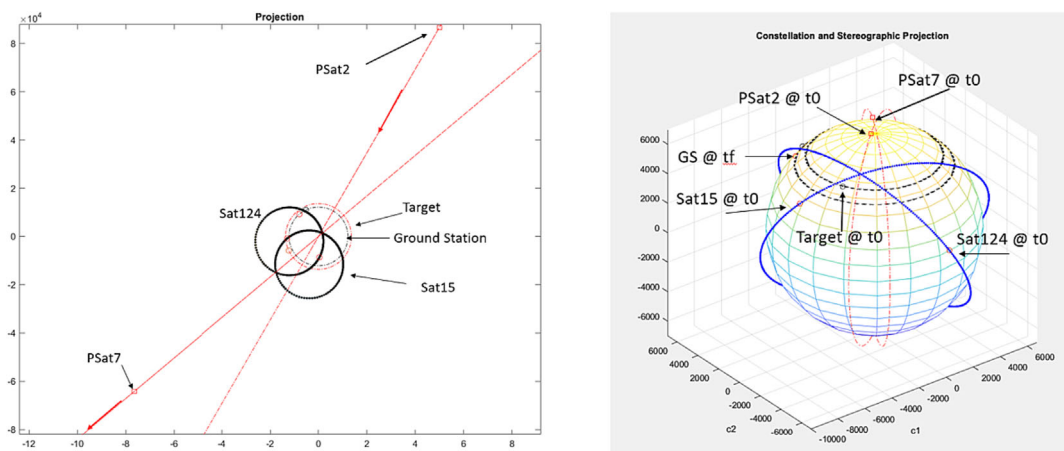 Projection
×10⁴
8
6
4
2
0
-2
-4
-6
-8
-12
-10
-8
-6
-4
-2
0
2
4
6
8
PSat2
Target
Sat124
Ground Station
Sat15
PSat7
Constellation and Stereographic Projection
PSat7 @ t0
PSat2 @ t0
GS @ tf
Sat15 @ t0
Target @ t0
Sat124 @ t0
6000
4000
2000
0
-2000
-4000
-6000
6000
4000
2000
0
-2000
-4000
-6000
c2
-10000
-8000
-6000
-4000
-2000
0
2000
4000
6000
c1